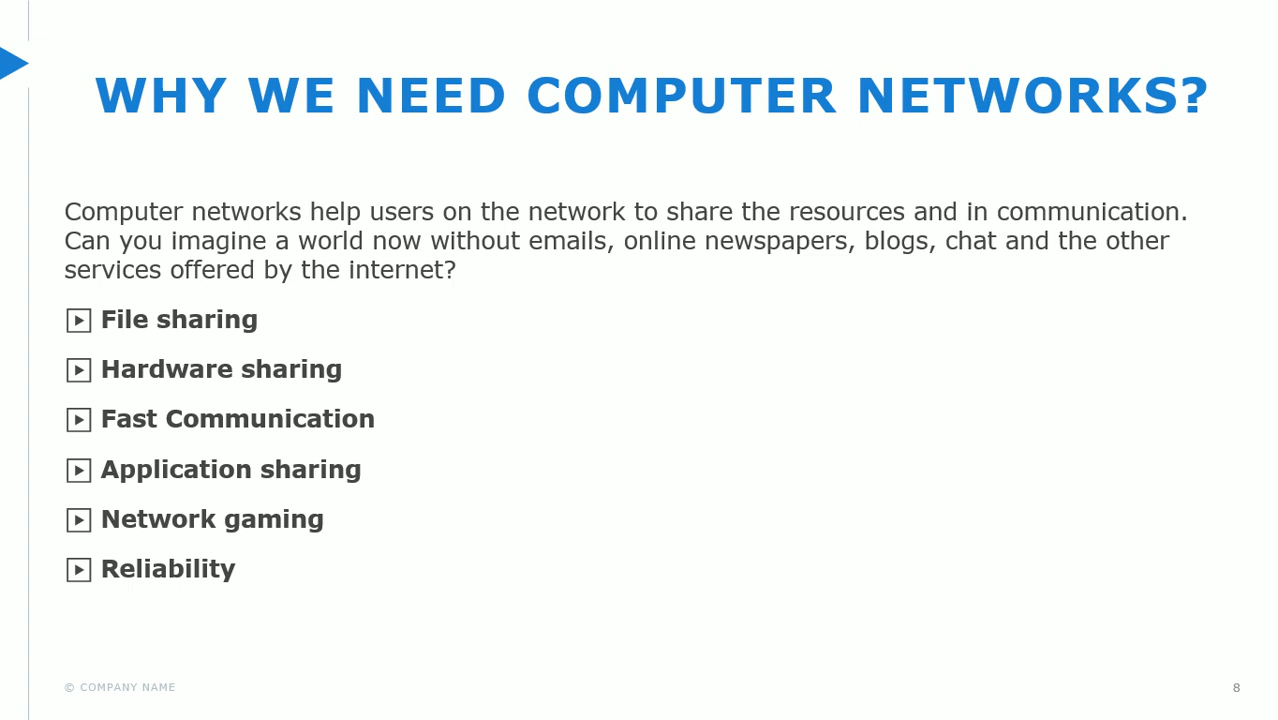 WHY WE NEED COMPUTER NETWORKS?
Computer networks help users on the network to share the resources and in communication.
Can you imagine a world now without emails, online newspapers, blogs, chat and the other
services offered by the internet?
File sharing
Hardware sharing
Fast Communication
Application sharing
Network gaming
Reliability
© COMPANY NAME
8